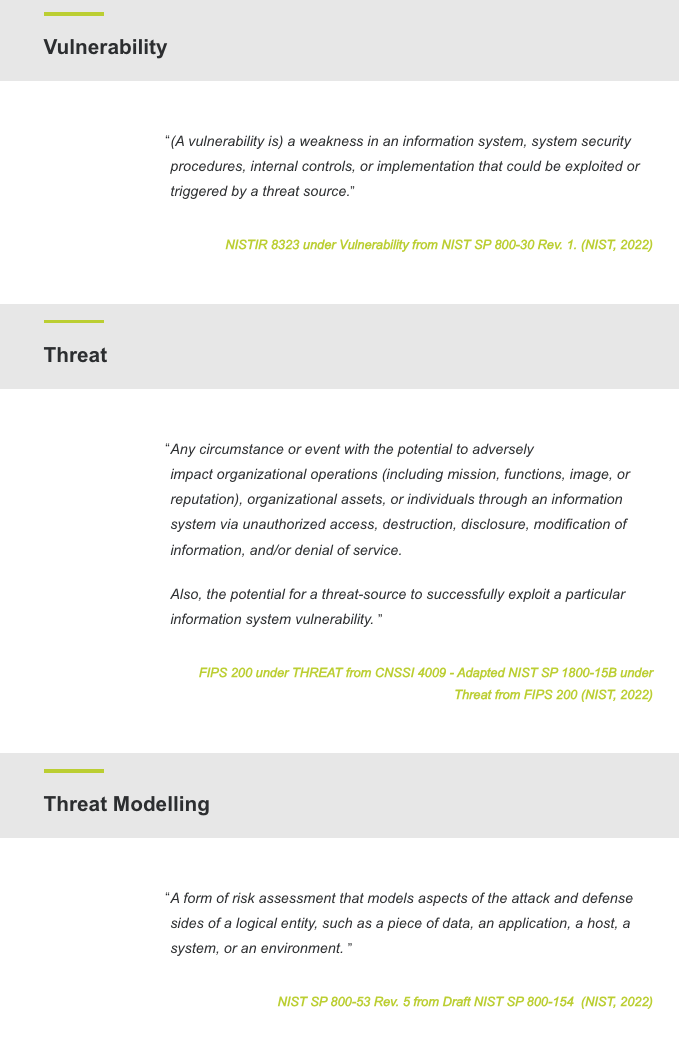 Vulnerability
“(A vulnerability is) a weakness in an information system, system security
procedures, internal controls, or implementation that could be exploited or
triggered by a threat source.”
NISTIR 8323 under Vulnerability from NIST SP 800-30 Rev. 1. (NIST, 2022)
Threat
“Any circumstance or event with the potential to adversely
impact organizational operations (including mission, functions, image, or
reputation), organizational assets, or individuals through an information
system via unauthorized access, destruction, disclosure, modification of
information, and/or denial of service.
Also, the potential for a threat-source to successfully exploit a particular
information system vulnerability. ”
FIPS 200 under THREAT from CNSSI 4009 - Adapted NIST SP 1800-15B under
Threat from FIPS 200 (NIST, 2022)
Threat Modelling
“A form of risk assessment that models aspects of the attack and defense
sides of a logical entity, such as a piece of data, an application, a host, a
system, or an environment. ”
NIST SP 800-53 Rev. 5 from Draft NIST SP 800-154  (NIST, 2022)